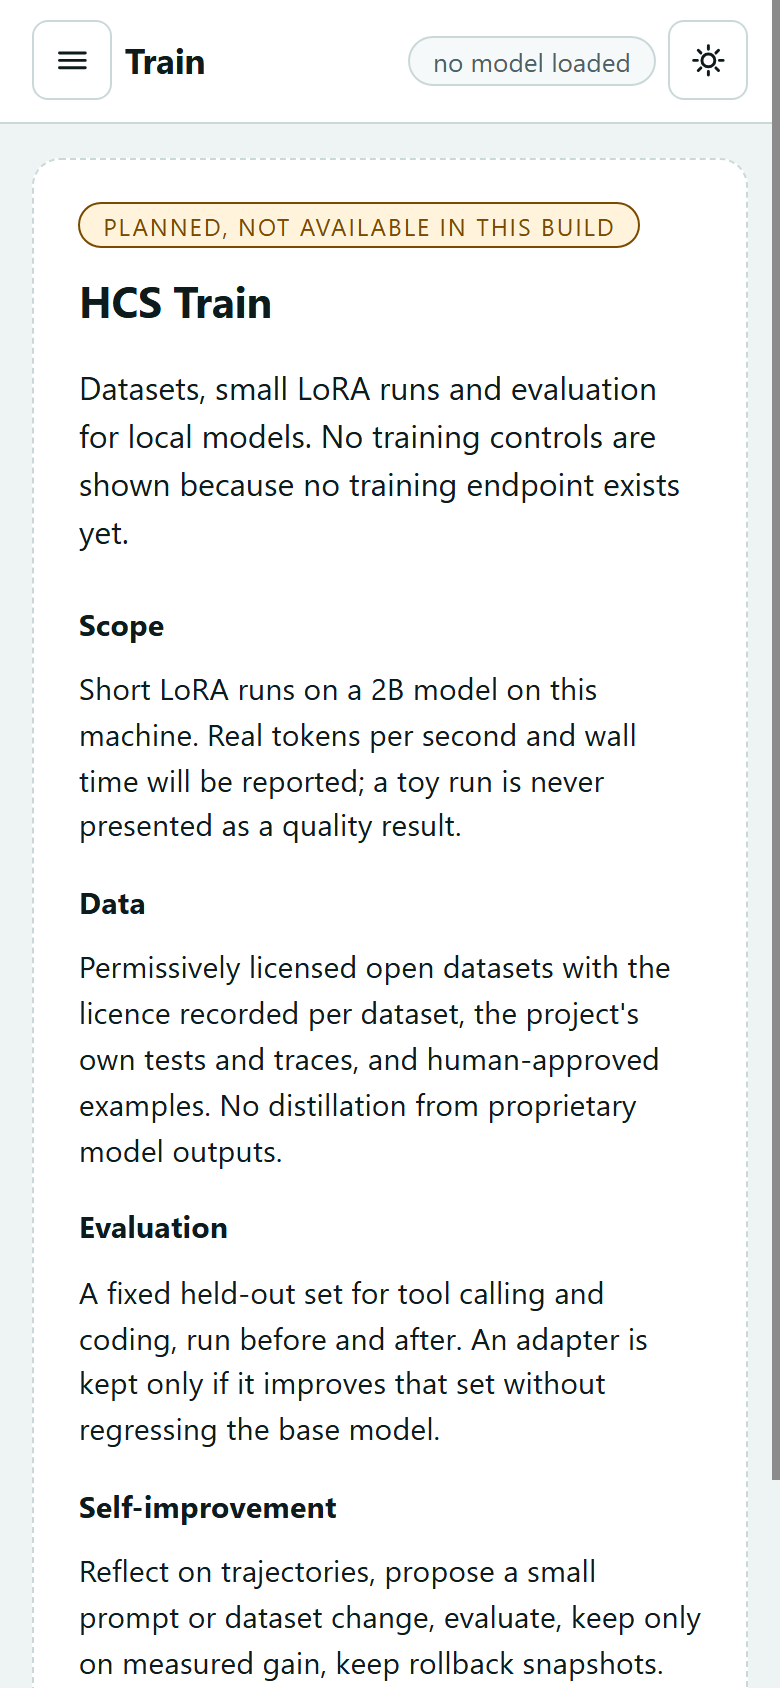 Train
no model loaded
PLANNED, NOT AVAILABLE IN THIS BUILD
HCS Train
Datasets, small LoRA runs and evaluation
for local models. No training controls are
shown because no training endpoint exists
yet.
Scope
Short LoRA runs on a 2B model on this
machine. Real tokens per second and wall
time will be reported; a toy run is never
presented as a quality result.
Data
Permissively licensed open datasets with the
licence recorded per dataset, the project's
own tests and traces, and human-approved
examples. No distillation from proprietary
model outputs.
Evaluation
A fixed held-out set for tool calling and
coding, run before and after. An adapter is
kept only if it improves that set without
regressing the base model.
Self-improvement
Reflect on trajectories, propose a small
prompt or dataset change, evaluate, keep only
on measured gain, keep rollback snapshots.